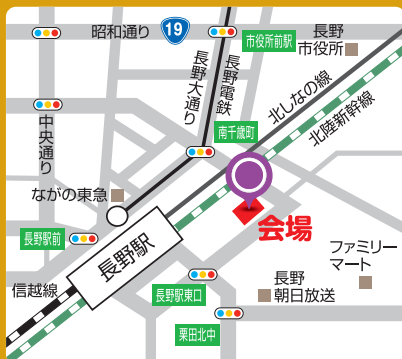 昭和通り
19
市役所前駅
長野
市役所
長野大通り
長野電鉄
北しなの線
北陸新幹線
中央通り
南千歳町
ながの東急
会場
長野駅前
長野駅
ファミリー
マート
信越線
長野駅東口
長野
朝日放送
栗田北中